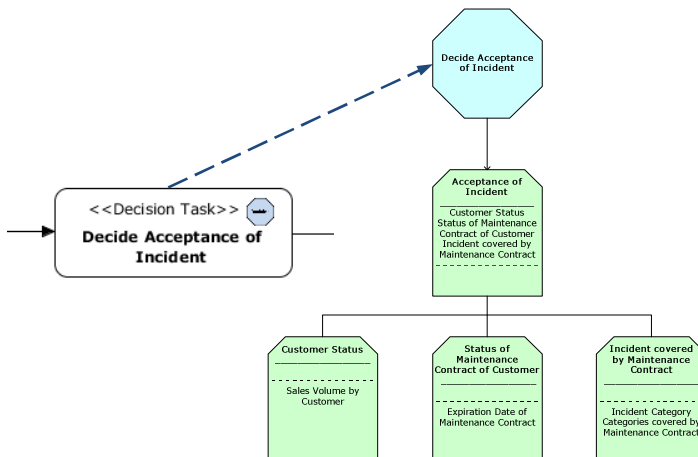 Decide Acceptance
of Incident
<<Decision Task>>
Decide Acceptance of
Incident
Acceptance of
Incident
Customer Status
Status of Maintenance
Contract of Customer
Incident covered by
Maintenance Contract
Customer Status
Sales Volume by
Customer
Status of
Maintenance
Contract of Customer
Expiration Date of
Maintenance Contract
Incident covered
by Maintenance
Contract
Incident Category
Categories covered by
Maintenance Contract